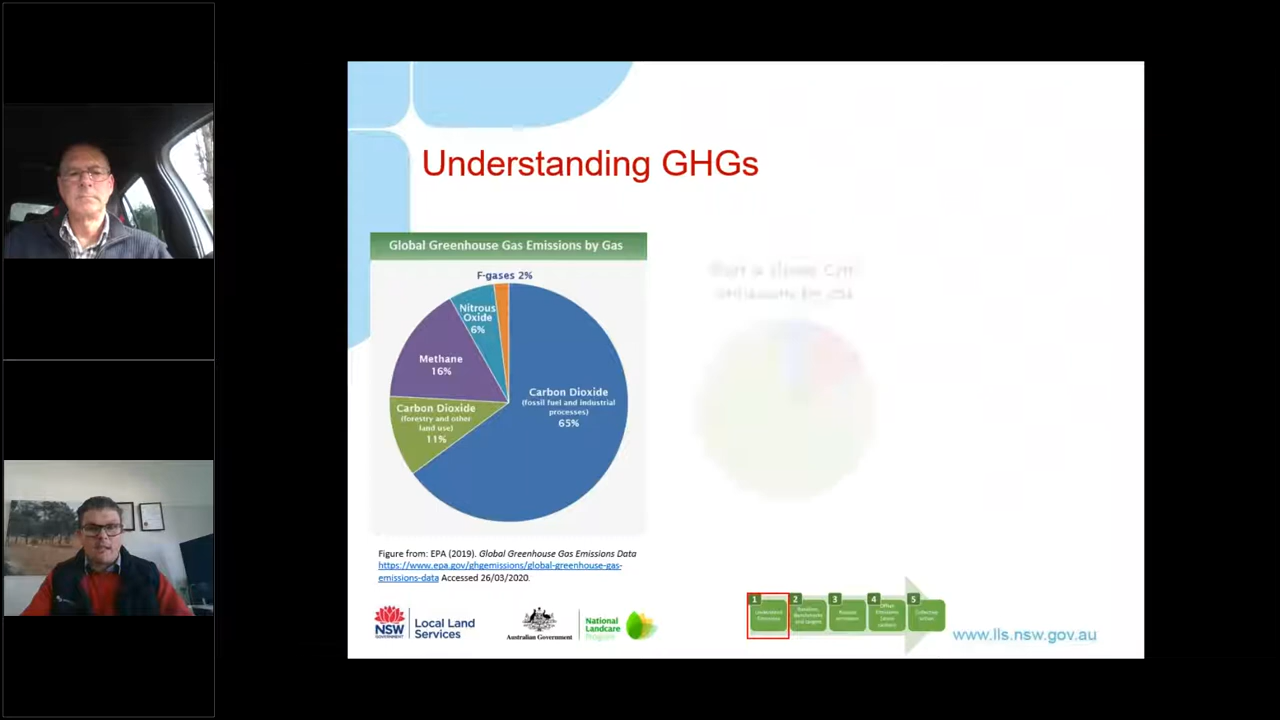 Understanding GHGs
Global Greenhouse Gas Emissions by Gas
F-gases 2%
Nitrous
Oxide
6%
Methane
16%
Carbon Dioxide
(forestry and other
land use)
11%
Carbon Dioxide
(fossil fuel and industrial
processes)
65%
Figure from: EPA (2019). Global Greenhouse Gas Emissions Data
https://www.epa.gov/ghgemissions/global-greenhouse-gas-
emissions-data Accessed 26/03/2020.
NSW
GOVERNMENT
Local Land
Services
Australian Government
National
Landcare
Program
1
2
3
4
5
www.lls.nsw.gov.au